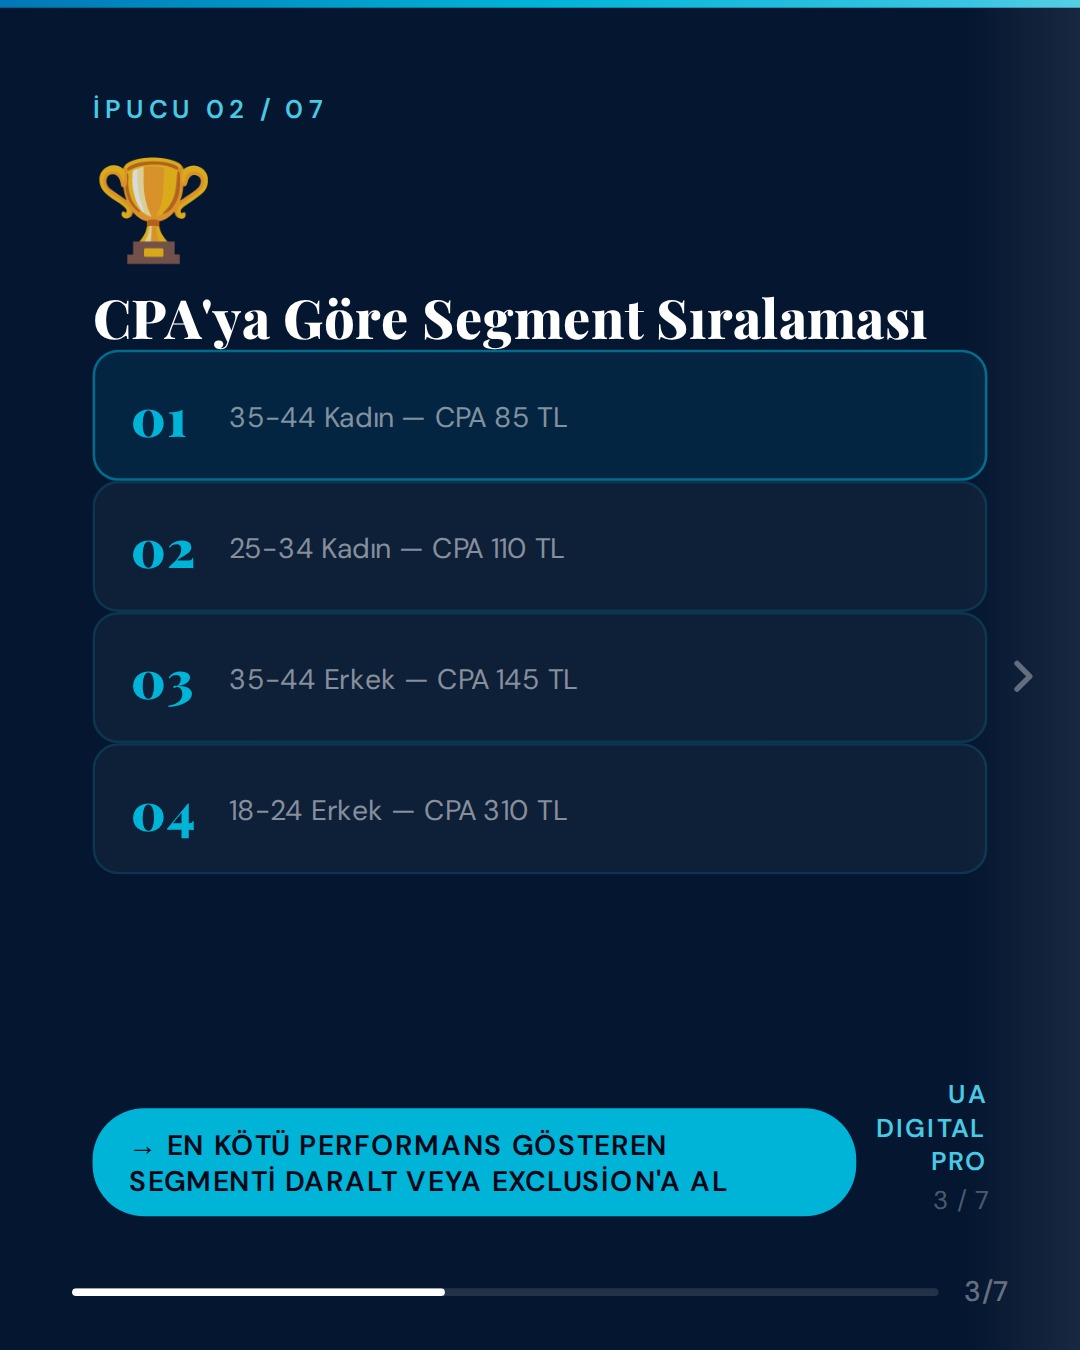 İPUCU 02 / 07
CPA'ya Göre Segment Sıralaması
01 35-44 Kadın — CPA 85 TL
02 25-34 Kadın — CPA 110 TL
03 35-44 Erkek — CPA 145 TL
04 18-24 Erkek — CPA 310 TL
→ EN KÖTÜ PERFORMANS GÖSTEREN
SEGMENTİ DARALT VEYA EXCLUSİON'A AL
UA
DIGITAL
PRO
3 / 7
3/7